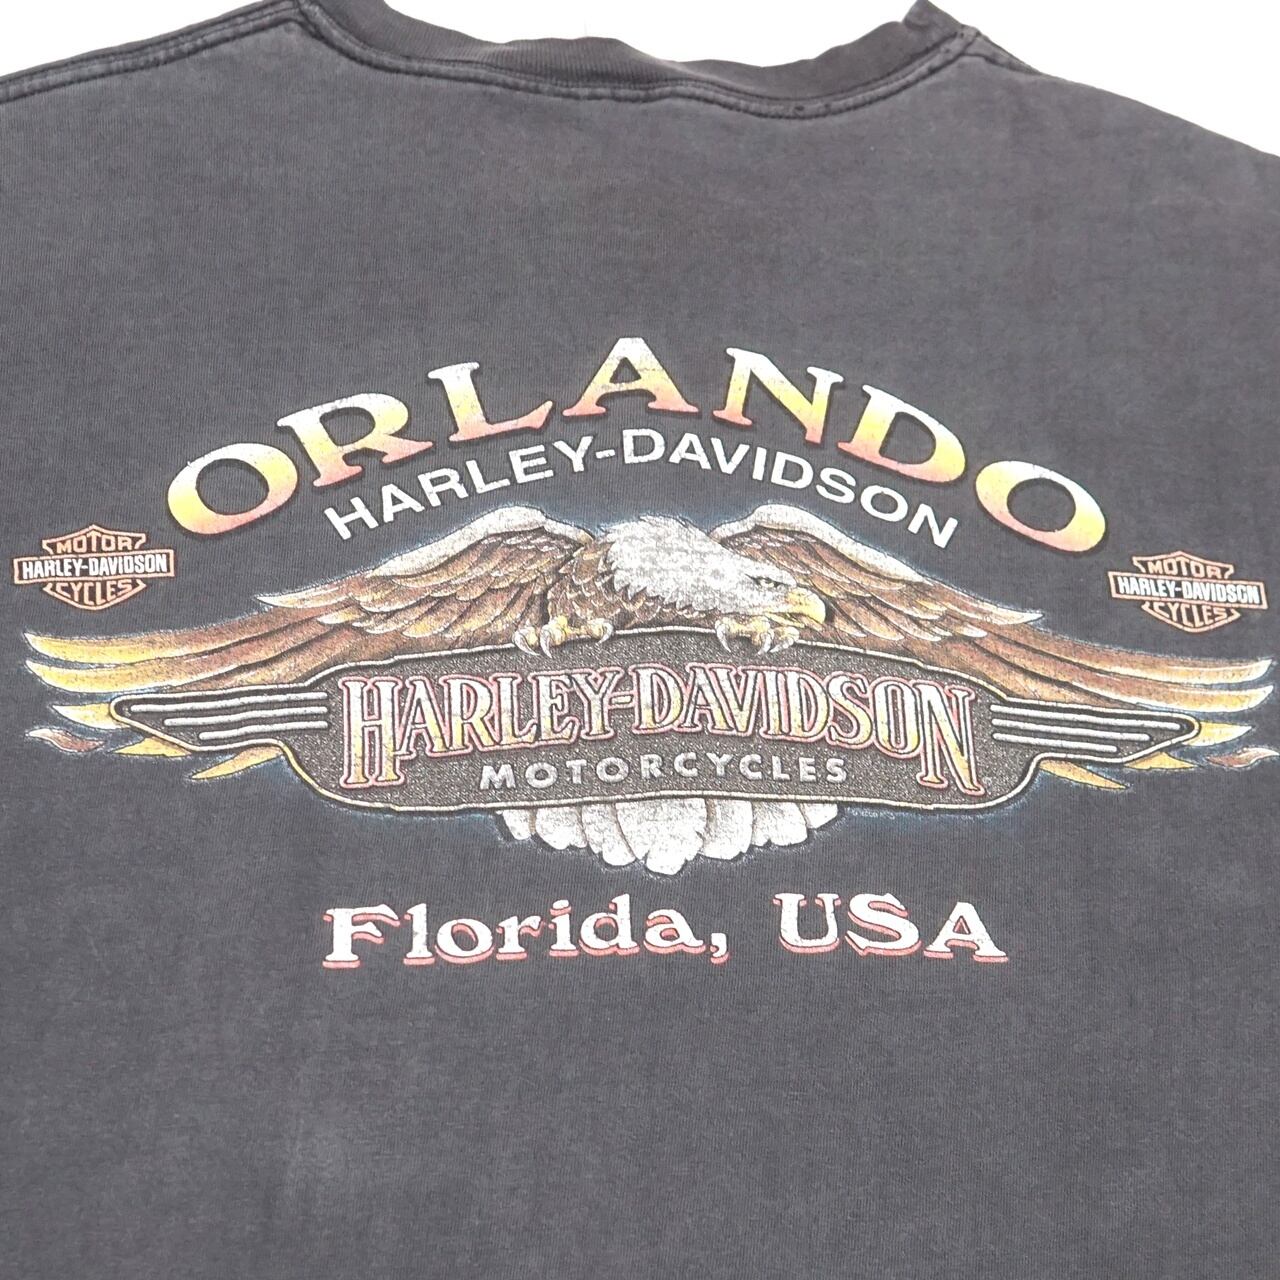 ORLANDO
HARLEY-DAVIDSON
MOTOR
HARLEY-DAVIDSON
CYCLES
MOTOR
HARLEY-DAVIDSON
CYCLES
HARLEY-DAVIDSON
MOTORCYCLES
Florida, USA